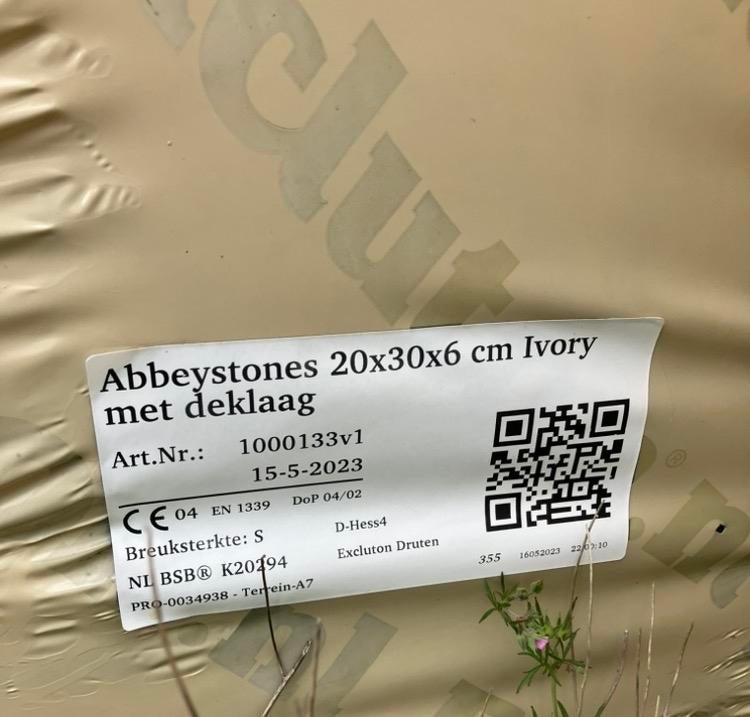 Abbeystones 20x30x6 cm Ivory
met deklaag
Art.Nr.: 1000133v1
15-5-2023
CE 04 EN 1339 DoP 04/02
Breuksterkte: S D-Hess4
NL BSB® K20294 Excluton Druten
PRO-0034938 - Terrein-A7
355 16052023